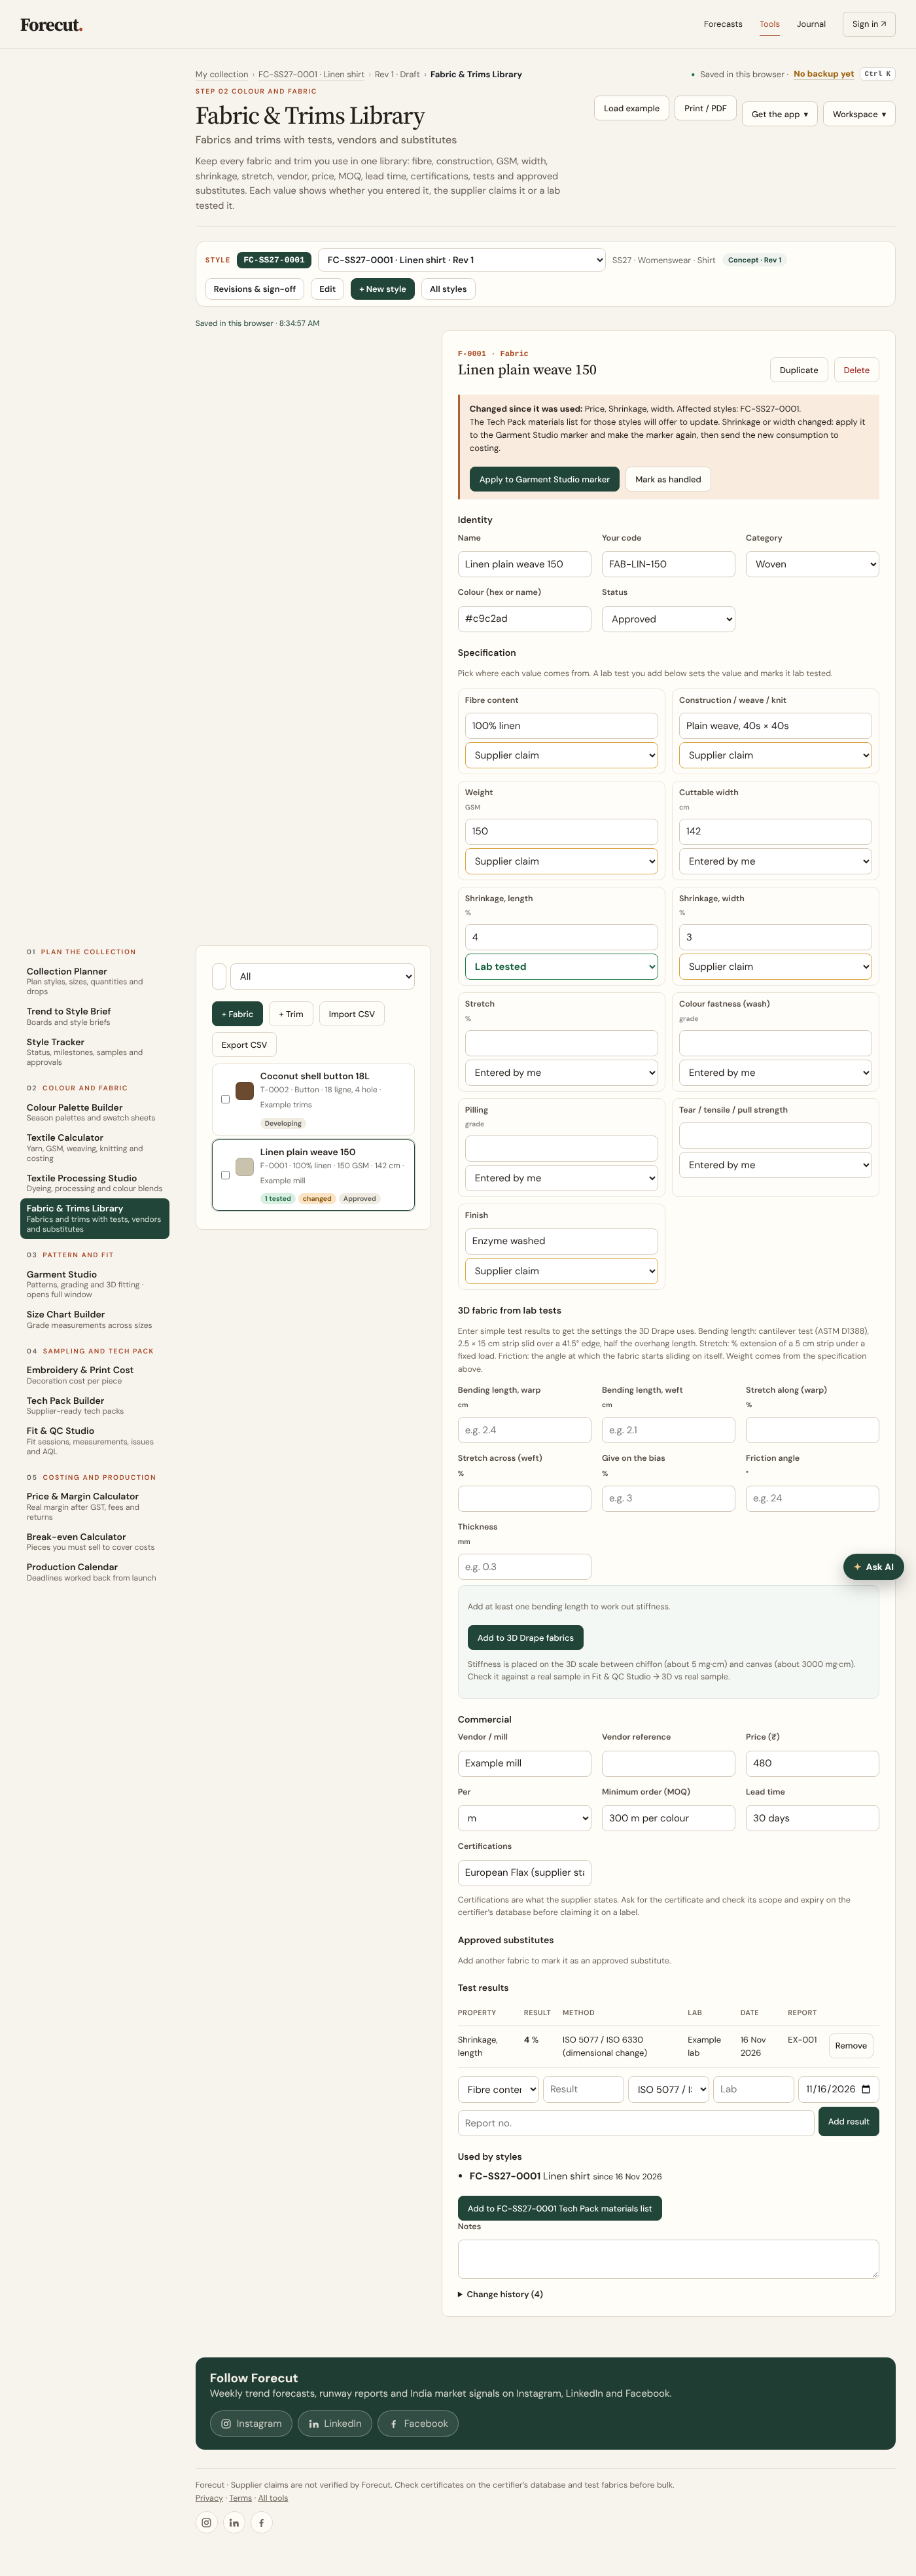 Forecut.
Forecasts
Tools
Journal
Sign in ↗
My collection › FC-SS27-0001 · Linen shirt › Rev 1 · Draft › Fabric & Trims Library
• Saved in this browser · No backup yet Ctrl K
STEP 02 COLOUR AND FABRIC
Fabric & Trims Library
Fabrics and trims with tests, vendors and substitutes
Keep every fabric and trim you use in one library: fibre, construction, GSM, width,
shrinkage, stretch, vendor, price, MOQ, lead time, certifications, tests and approved
substitutes. Each value shows whether you entered it, the supplier claims it or a lab
tested it.
Load example
Print / PDF
Get the app ▾
Workspace ▾
STYLE FC-SS27-0001 FC-SS27-0001 · Linen shirt · Rev 1 SS27 · Womenswear · Shirt Concept · Rev 1
Revisions & sign-off
Edit
+ New style
All styles
Saved in this browser · 8:34:57 AM
01 PLAN THE COLLECTION
Collection Planner
Plan styles, sizes, quantities and
drops
Trend to Style Brief
Boards and style briefs
Style Tracker
Status, milestones, samples and
approvals
02 COLOUR AND FABRIC
Colour Palette Builder
Season palettes and swatch sheets
Textile Calculator
Yarn, GSM, weaving, knitting and
costing
Textile Processing Studio
Dyeing, processing and colour blends
Fabric & Trims Library
Fabrics and trims with tests, vendors
and substitutes
03 PATTERN AND FIT
Garment Studio
Patterns, grading and 3D fitting ·
opens full window
Size Chart Builder
Grade measurements across sizes
04 SAMPLING AND TECH PACK
Embroidery & Print Cost
Decoration cost per piece
Tech Pack Builder
Supplier-ready tech packs
Fit & QC Studio
Fit sessions, measurements, issues
and AQL
05 COSTING AND PRODUCTION
Price & Margin Calculator
Real margin after GST, fees and
returns
Break-even Calculator
Pieces you must sell to cover costs
Production Calendar
Deadlines worked back from launch
All
+ Fabric
+ Trim
Import CSV
Export CSV
Coconut shell button 18L
T-0002 · Button · 18 ligne, 4 hole ·
Example trims
Developing
Linen plain weave 150
F-0001 · 100% linen · 150 GSM · 142 cm ·
Example mill
1 tested changed Approved
F-0001 · Fabric
Linen plain weave 150
Duplicate
Delete
Changed since it was used: Price, Shrinkage, width. Affected styles: FC-SS27-0001.
The Tech Pack materials list for those styles will offer to update. Shrinkage or width changed: apply it
to the Garment Studio marker and make the marker again, then send the new consumption to
costing.
Apply to Garment Studio marker
Mark as handled
Identity
Name Your code Category
Linen plain weave 150 FAB-LIN-150 Woven
Colour (hex or name) Status
#c9c2ad Approved
Specification
Pick where each value comes from. A lab test you add below sets the value and marks it lab tested.
Fibre content
100% linen
Supplier claim
Construction / weave / knit
Plain weave, 40s × 40s
Supplier claim
Weight
GSM
150
Supplier claim
Cuttable width
cm
142
Entered by me
Shrinkage, length
%
4
Lab tested
Shrinkage, width
%
3
Supplier claim
Stretch
%
Entered by me
Colour fastness (wash)
grade
Entered by me
Pilling
grade
Entered by me
Tear / tensile / pull strength
Entered by me
Finish
Enzyme washed
Supplier claim
3D fabric from lab tests
Enter simple test results to get the settings the 3D Drape uses. Bending length: cantilever test (ASTM D1388),
2.5 × 15 cm strip slid over a 41.5° edge, half the overhang length. Stretch: % extension of a 5 cm strip under a
fixed load. Friction: the angle at which the fabric starts sliding on itself. Weight comes from the specification
above.
Bending length, warp
cm
e.g. 2.4
Bending length, weft
cm
e.g. 2.1
Stretch along (warp)
%
Stretch across (weft)
%
Give on the bias
%
e.g. 3
Friction angle
°
e.g. 24
Thickness
mm
e.g. 0.3
Add at least one bending length to work out stiffness.
Add to 3D Drape fabrics
Stiffness is placed on the 3D scale between chiffon (about 5 mg·cm) and canvas (about 3000 mg·cm).
Check it against a real sample in Fit & QC Studio → 3D vs real sample.
✦ Ask AI
Commercial
Vendor / mill Vendor reference Price (₹)
Example mill 480
Per Minimum order (MOQ) Lead time
m 300 m per colour 30 days
Certifications
European Flax (supplier sta
Certifications are what the supplier states. Ask for the certificate and check its scope and expiry on the
certifier's database before claiming it on a label.
Approved substitutes
Add another fabric to mark it as an approved substitute.
Test results
PROPERTY RESULT METHOD LAB DATE REPORT
Shrinkage, length 4 % ISO 5077 / ISO 6330 (dimensional change) Example lab 16 Nov 2026 EX-001 Remove
Fibre conter Result ISO 5077 / I Lab 11/16/2026
Report no. Add result
Used by styles
• FC-SS27-0001 Linen shirt since 16 Nov 2026
Add to FC-SS27-0001 Tech Pack materials list
Notes
▶ Change history (4)
Follow Forecut
Weekly trend forecasts, runway reports and India market signals on Instagram, LinkedIn and Facebook.
Instagram
LinkedIn
Facebook
Forecut · Supplier claims are not verified by Forecut. Check certificates on the certifier's database and test fabrics before bulk.
Privacy · Terms · All tools